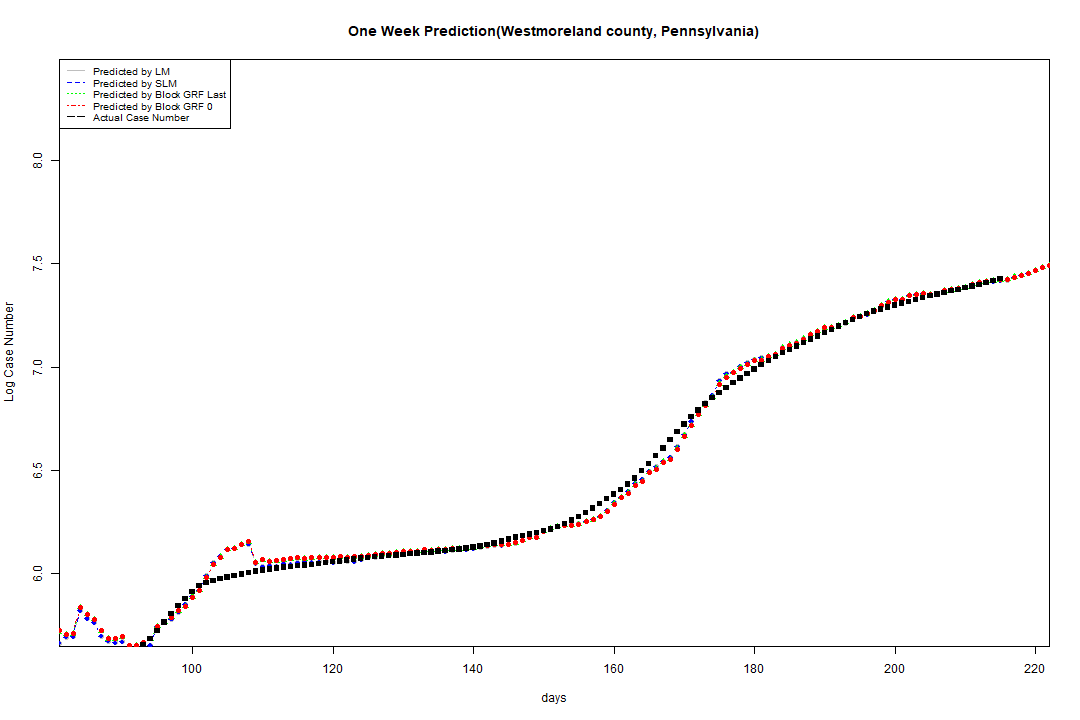 One Week Prediction(Westmoreland county, Pennsylvania)
Predicted by LM
Predicted by SLM
Predicted by Block GRF Last
Predicted by Block GRF 0
Actual Case Number
8.0
7.5
7.0
6.5
6.0
Log Case Number
100 120 140 160 180 200 220
days